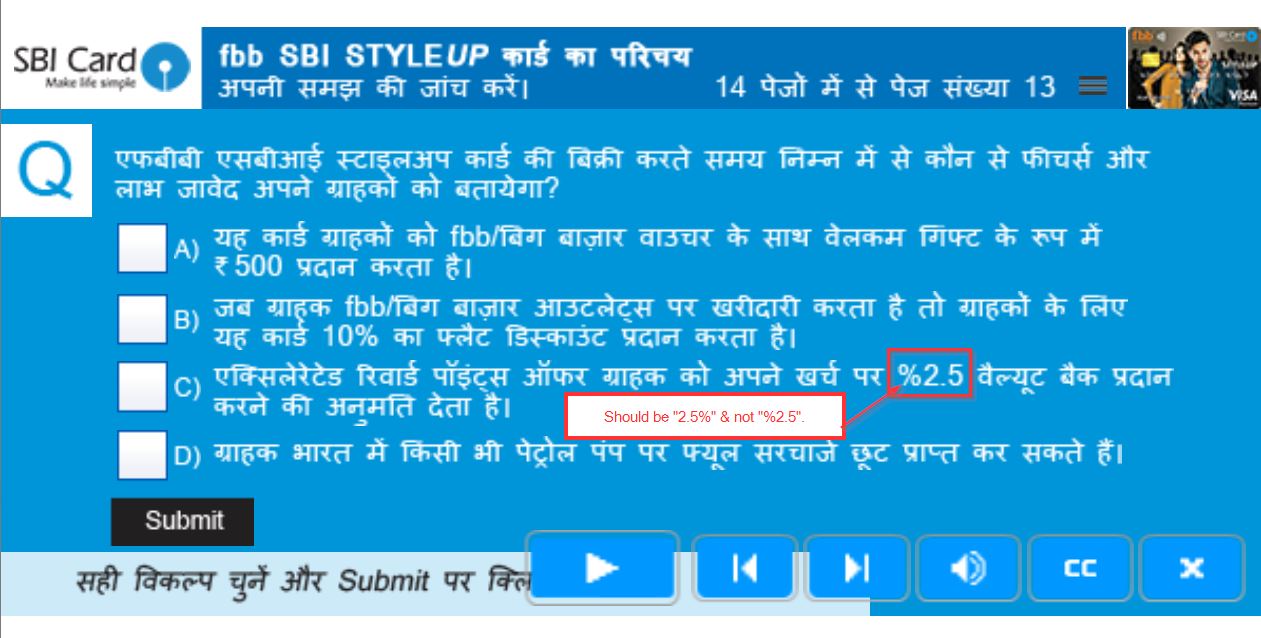 SBI Card
Make life simple
fbb SBI STYLEUP कार्ड का परिचय
अपनी समझ की जांच करें।
14 पेजों में से पेज संख्या 13
fbb
SBI Card
VISA
Q
एफबीबी एसबीआई स्टाइलअप कार्ड की बिक्री करते समय निम्न में से कौन से फीचर्स और
लाभ जावेद अपने ग्राहकों को बतायेगा?
A) यह कार्ड ग्राहकों को fbb/बिग बाज़ार वाउचर के साथ वेलकम गिफ्ट के रूप में
₹500 प्रदान करता है।
B) जब ग्राहक fbb/बिग बाज़ार आउटलेट्स पर खरीदारी करता है तो ग्राहकों के लिए
यह कार्ड 10% का फ्लैट डिस्काउंट प्रदान करता है।
C) एक्सिलेरेटेड रिवार्ड पॉइंट्स ऑफर ग्राहक को अपने खर्च पर %2.5 वैल्यूट बैक प्रदान
करने की अनुमति देता है।
Should be "2.5%" & not "%2.5".
D) ग्राहक भारत में किसी भी पेट्रोल पंप पर फ्यूल सरचार्ज छूट प्राप्त कर सकते हैं।
Submit
सही विकल्प चुनें और Submit पर क्लि
CC